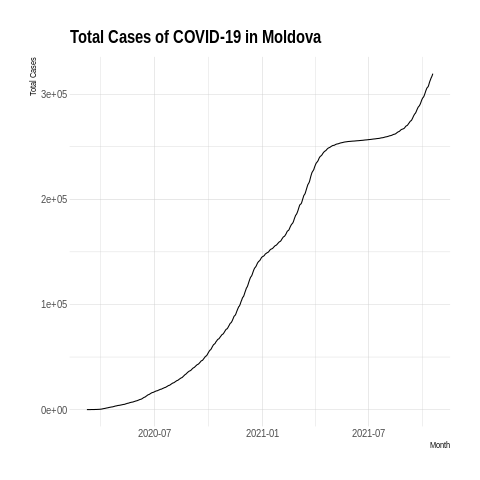 Total Cases of COVID-19 in Moldova
Total Cases
3e+05
2e+05
1e+05
0e+00
2020-07 2021-01 2021-07
Month